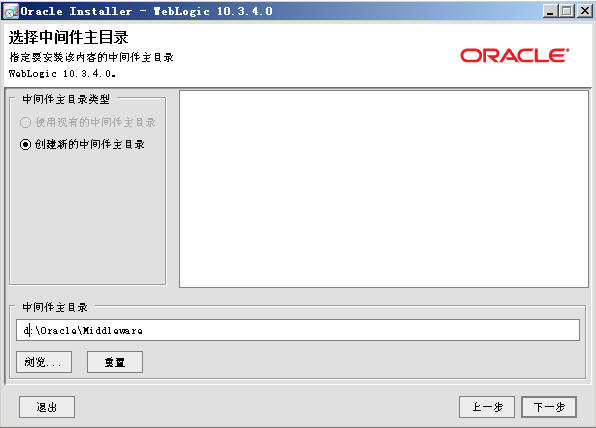 Oracle Installer - WebLogic 10.3.4.0
选择中间件主目录
指定要安装该内容的中间件主目录
WebLogic 10.3.4.0。
ORACLE
中间件主目录类型
使用现有的中间件主目录
创建新的中间件主目录
中间件主目录
d:\Oracle\Middleware
浏览...
重置
退出
上一步
下一步